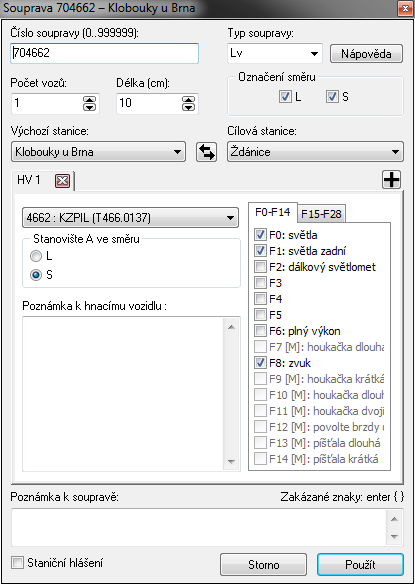 Souprava 704662 – Klobouky u Brna
Číslo soupravy (0..999999):
Typ soupravy:
704662
Lv
Nápověda
Počet vozů:
Délka (cm):
Označení směru
1
10
L
S
Výchozí stanice:
Cílová stanice:
Klobouky u Brna
Ždánice
HV 1
4662 : KZPIL (T466.0137)
F0-F14
F15-F28
Stanoviště A ve směru
L
S
Poznámka k hnacímu vozidlu :
F0: světla
F1: světla zadní
F2: dálkový světlomet
F3
F4
F5
F6: plný výkon
F7 [M]: houkačka dlouhá
F8: zvuk
F9 [M]: houkačka krátká
F10 [M]: houkačka dlouh
F11 [M]: houkačka dvoji
F12 [M]: povolte brzdy u
F13 [M]: píšťala dlouhá
F14 [M]: píšťala krátká
Poznámka k soupravě:
Zakázané znaky: enter { }
Staniční hlášení
Storno
Použít